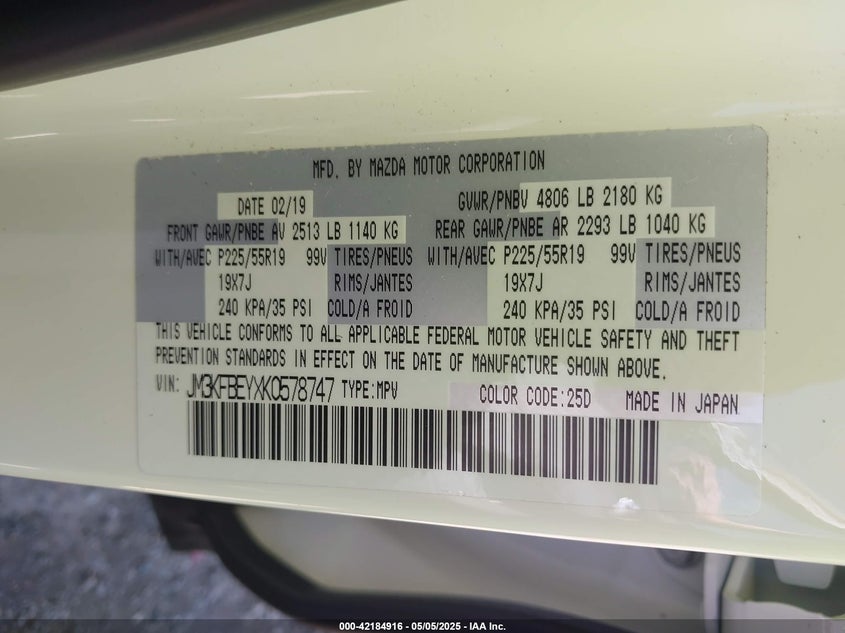 MFD. BY MAZDA MOTOR CORPORATION
DATE 02/19 GVWR/PNBV 4806 LB 2180 KG
FRONT GAWR/PNBE AV 2513 LB 1140 KG REAR GAWR/PNBE AR 2293 LB 1040 KG
WITH/AVEC P225/55R19 99V TIRES/PNEUS WITH/AVEC P225/55R19 99V TIRES/PNEUS
19X7J RIMS/JANTES 19X7J RIMS/JANTES
240 KPA/35 PSI COLD/A FROID 240 KPA/35 PSI COLD/A FROID
THIS VEHICLE CONFORMS TO ALL APPLICABLE FEDERAL MOTOR VEHICLE SAFETY AND THEFT
PREVENTION STANDARDS IN EFFECT ON THE DATE OF MANUFACTURE SHOWN ABOVE.
VIN: JM3KFBEYXK0578747 TYPE:MPV COLOR CODE:25D MADE IN JAPAN
000-42184916 - 05/05/2025 - IAA Inc.